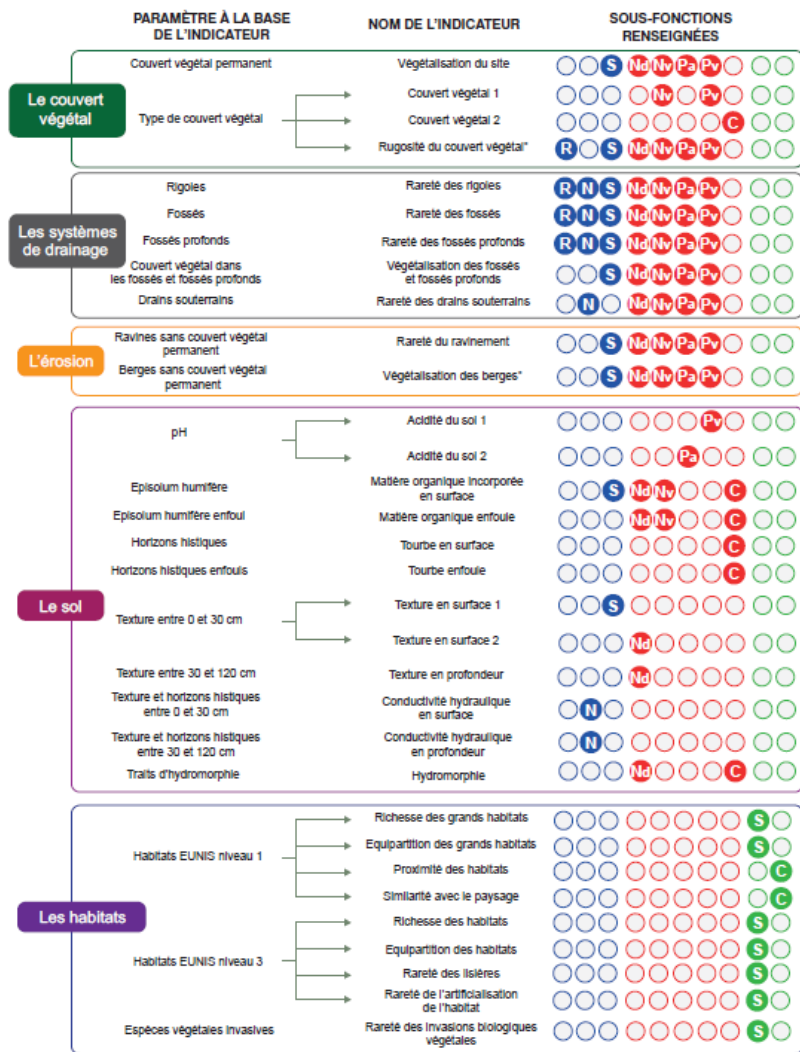 PARAMÈTRE À LA BASE
DE L'INDICATEUR
NOM DE L'INDICATEUR
SOUS-FONCTIONS
RENSEIGNÉES
Le couvert
végétal
Couvert végétal permanent
Végétalisation du site
S Nd Nv Pa Pv
Type de couvert végétal
Couvert végétal 1
Nv Pv
Couvert végétal 2
C
Rugosité du couvert végétal*
R S Nd Nv Pa Pv
Les systèmes
de drainage
Rigoles
Rareté des rigoles
R N S Nd Nv Pa Pv
Fossés
Rareté des fossés
R N S Nd Nv Pa Pv
Fossés profonds
Rareté des fossés profonds
R N S Nd Nv Pa Pv
Couvert végétal dans
les fossés et fossés profonds
Végétalisation des fossés
et fossés profonds
S Nd Nv Pa Pv
Drains souterrains
Rareté des drains souterrains
N Nd Nv Pa Pv
L'érosion
Ravines sans couvert végétal
permanent
Rareté du ravinement
S Nd Nv Pa Pv
Berges sans couvert végétal
permanent
Végétalisation des berges*
S Nd Nv Pa Pv
Le sol
pH
Acidité du sol 1
Pv
Acidité du sol 2
Pa
Episolum humifère
Matière organique incorporée
en surface
S Nd Nv C
Episolum humifère enfoui
Matière organique enfouie
Nd Nv C
Horizons histiques
Tourbe en surface
C
Horizons histiques enfouis
Tourbe enfouie
C
Texture entre 0 et 30 cm
Texture en surface 1
S
Texture en surface 2
Nd
Texture entre 30 et 120 cm
Texture en profondeur
Nd
Texture et horizons histiques
entre 0 et 30 cm
Conductivité hydraulique
en surface
N
Texture et horizons histiques
entre 30 et 120 cm
Conductivité hydraulique
en profondeur
N
Traits d'hydromorphie
Hydromorphie
Nd C
Les habitats
Habitats EUNIS niveau 1
Richesse des grands habitats
S
Equipartition des grands habitats
S
Proximité des habitats
C
Similarité avec le paysage
C
Habitats EUNIS niveau 3
Richesse des habitats
S
Equipartition des habitats
S
Rareté des lisières
S
Rareté de l'artificialisation
de l'habitat
S
Espèces végétales invasives
Rareté des invasions biologiques
végétales
S